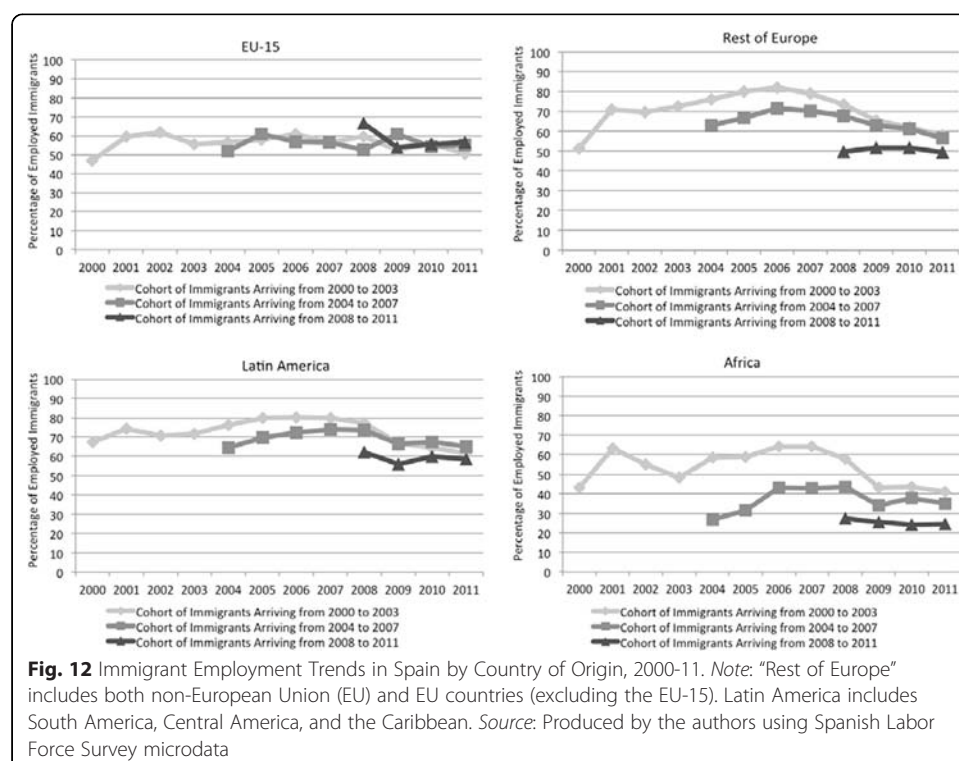 EU-15
Percentage of Employed Immigrants
100
90
80
70
60
50
40
30
20
10
0
2000 2001 2002 2003 2004 2005 2006 2007 2008 2009 2010 2011
Cohort of Immigrants Arriving from 2000 to 2003
Cohort of Immigrants Arriving from 2004 to 2007
Cohort of Immigrants Arriving from 2008 to 2011
Rest of Europe
Percentage of Employed Immigrants
100
90
80
70
60
50
40
30
20
10
0
2000 2001 2002 2003 2004 2005 2006 2007 2008 2009 2010 2011
Cohort of Immigrants Arriving from 2000 to 2003
Cohort of Immigrants Arriving from 2004 to 2007
Cohort of Immigrants Arriving from 2008 to 2011
Latin America
Percentage of Employed Immigrants
100
90
80
70
60
50
40
30
20
10
0
2000 2001 2002 2003 2004 2005 2006 2007 2008 2009 2010 2011
Cohort of Immigrants Arriving from 2000 to 2003
Cohort of Immigrants Arriving from 2004 to 2007
Cohort of Immigrants Arriving from 2008 to 2011
Africa
Percentage of Employed Immigrants
100
90
80
70
60
50
40
30
20
10
0
2000 2001 2002 2003 2004 2005 2006 2007 2008 2009 2010 2011
Cohort of Immigrants Arriving from 2000 to 2003
Cohort of Immigrants Arriving from 2004 to 2007
Cohort of Immigrants Arriving from 2008 to 2011
Fig. 12 Immigrant Employment Trends in Spain by Country of Origin, 2000-11. Note: “Rest of Europe”
includes both non-European Union (EU) and EU countries (excluding the EU-15). Latin America includes
South America, Central America, and the Caribbean. Source: Produced by the authors using Spanish Labor
Force Survey microdata